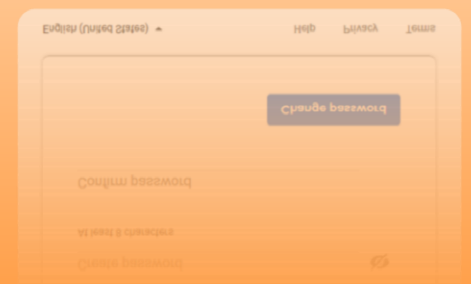 English (United States) Help Privacy Terms
Change password
Confirm password
At least 8 characters
Create password